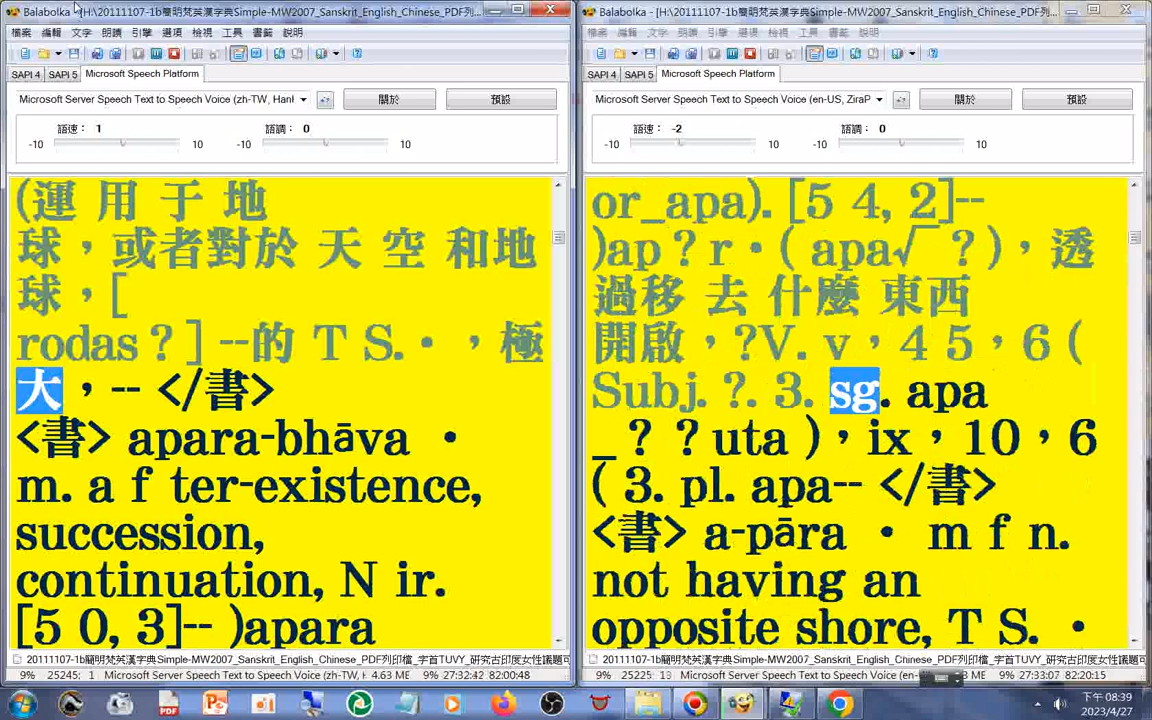 Balabolka - [H:\20111107-1b簡明梵英漢字典Simple-MW2007_Sanskrit_English_Chinese_PDF列...
檔案 編輯 文字 朗讀 引擎 選項 檢視 工具 書籤 說明
SAPI 4 SAPI 5 Microsoft Speech Platform
Microsoft Server Speech Text to Speech Voice (zh-TW, Hanl
關於
預設
語速： 1
語調： 0
-10 10 -10 10
(運 用 于 地
球，或者對於 天 空 和地
球，[
rodas？] --的 T S.•，極
大，-- </書>
<書> apara-bhāva •
m. a f ter-existence,
succession,
continuation, N ir.
[5 0, 3]-- )apara
20111107-1b簡明梵英漢字典Simple-MW2007_Sanskrit_English_Chinese_PDF列印檔_字首TUVY_研究古印度女性議題可
9% 25245: 1 Microsoft Server Speech Text to Speech Voice (zh-TW, H 4.63 ME 9% 27:32:42 82:00:48
Balabolka - [H:\20111107-1b簡明梵英漢字典Simple-MW2007_Sanskrit_English_Chinese_PDF列印...
檔案 編輯 文字 朗讀 引擎 選項 檢視 工具 書籤 說明
SAPI 4 SAPI 5 Microsoft Speech Platform
Microsoft Server Speech Text to Speech Voice (en-US, ZiraP
關於
預設
語速： -2
語調： 0
-10 10 -10 10
or_apa). [5 4, 2]--
)ap？r•( apa√￣？)，透
過移 去 什麼 東西
開啟，?V. v，4 5，6 (
Subj. ?. 3. sg. apa
_？？uta )，ix，10，6
( 3. pl. apa-- </書>
<書> a-pāra • m f n.
not having an
opposite shore, T S. •
20111107-1b簡明梵英漢字典Simple-MW2007_Sanskrit_English_Chinese_PDF列印檔_字首TUVY_研究古印度女性議題可
9% 25225: 13 Microsoft Server Speech Text to Speech Voice 4.63 ME 9% 27:33:07 82:20:15
下午 08:39
2023/4/27